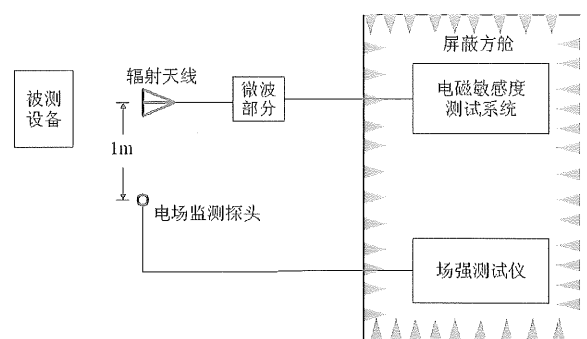 屏蔽方舱
辐射天线
微波
部分
电磁敏感度
测试系统
被测
设备
1m
电场监测探头
场强测试仪